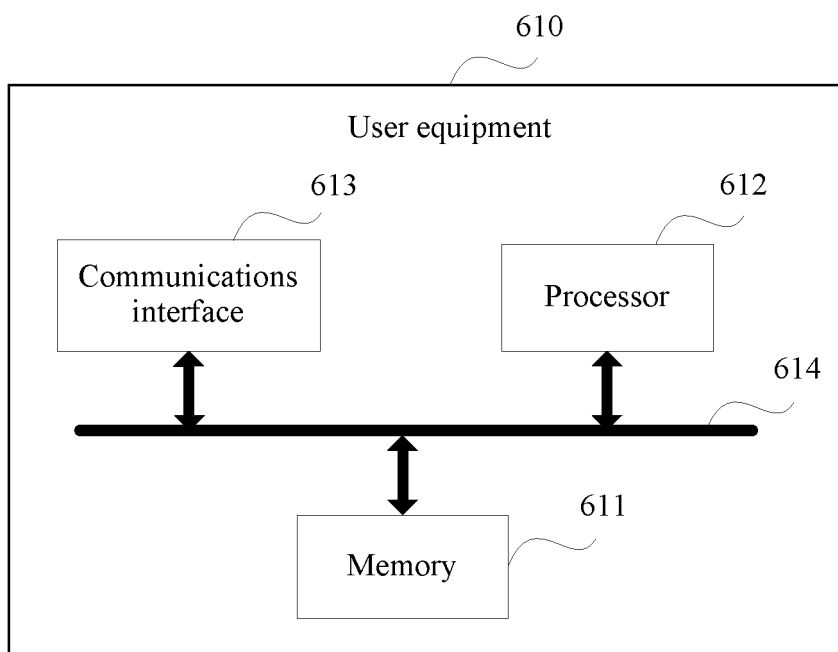 610
User equipment
613
612
Communications
interface
Processor
614
611
Memory